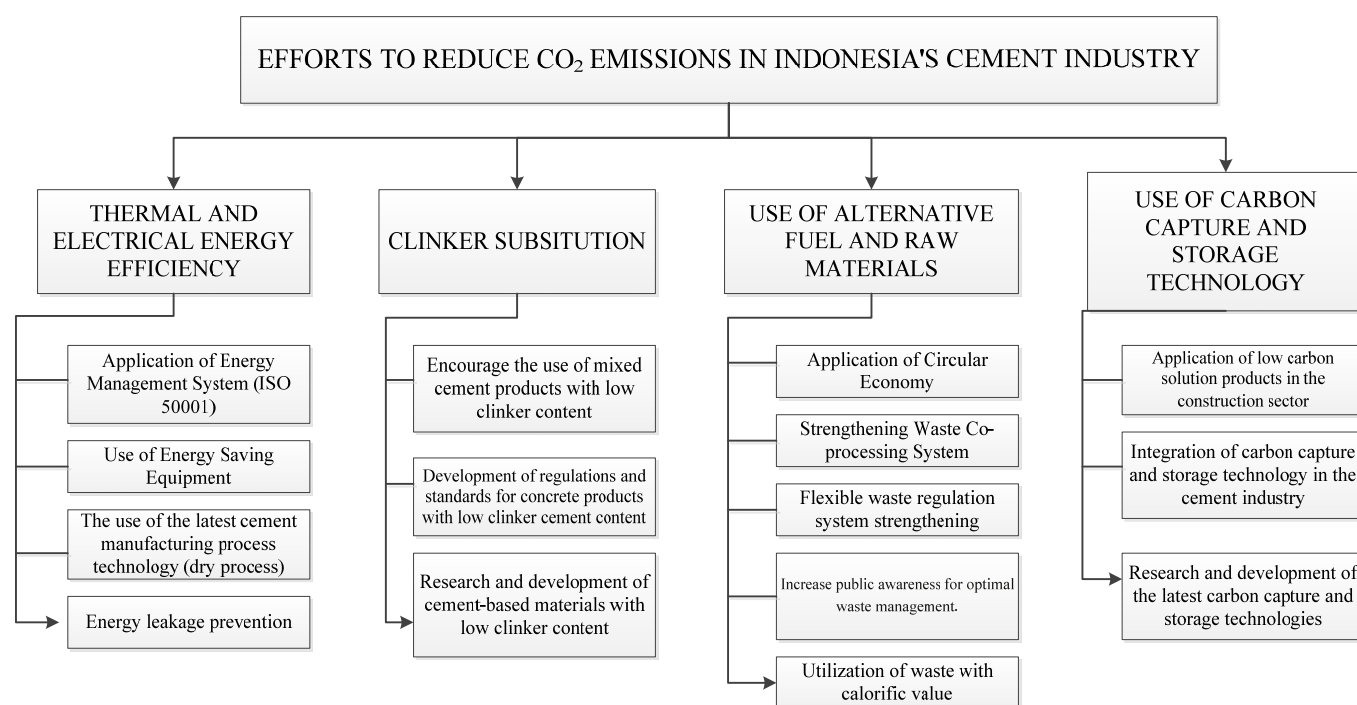 EFFORTS TO REDUCE CO₂ EMISSIONS IN INDONESIA'S CEMENT INDUSTRY
THERMAL AND
ELECTRICAL ENERGY
EFFICIENCY
Application of Energy
Management System (ISO
50001)
Use of Energy Saving
Equipment
The use of the latest cement
manufacturing process
technology (dry process)
Energy leakage prevention
CLINKER SUBSITUTION
Encourage the use of mixed
cement products with low
clinker content
Development of regulations and
standards for concrete products
with low clinker cement content
Research and development of
cement-based materials with
low clinker content
USE OF ALTERNATIVE
FUEL AND RAW
MATERIALS
Application of Circular
Economy
Strengthening Waste Co-
processing System
Flexible waste regulation
system strengthening
Increase public awareness for optimal
waste management.
Utilization of waste with
calorific value
USE OF CARBON
CAPTURE AND
STORAGE
TECHNOLOGY
Application of low carbon
solution products in the
construction sector
Integration of carbon capture
and storage technology in the
cement industry
Research and development of
the latest carbon capture and
storage technologies